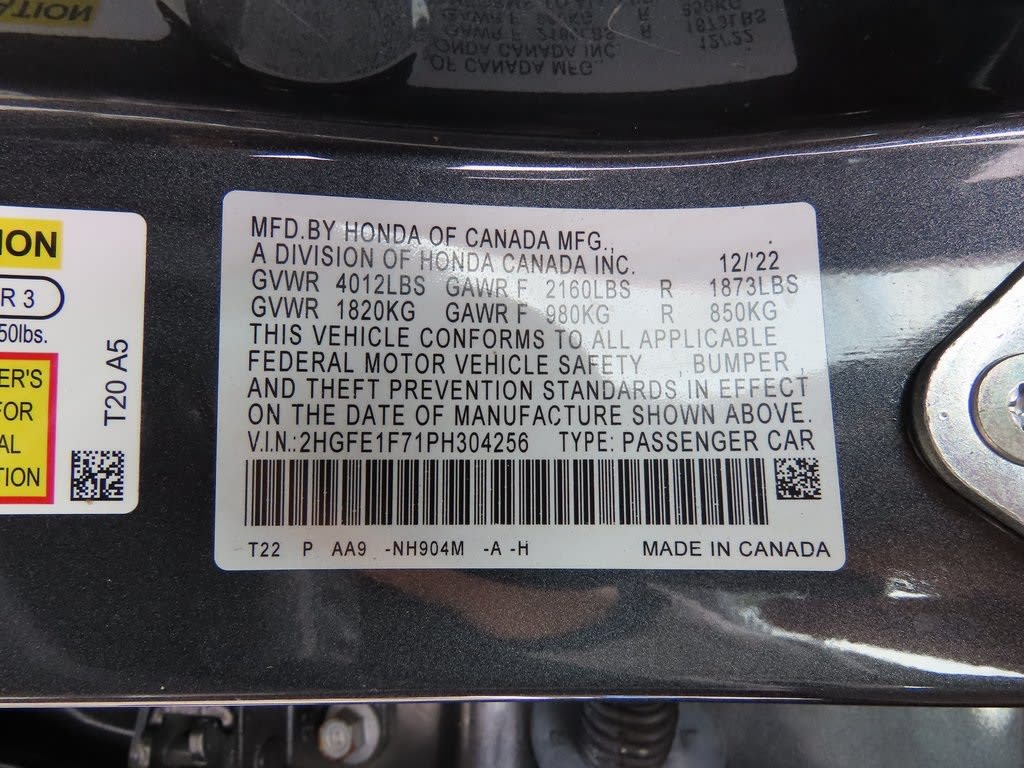 MFD.BY HONDA OF CANADA MFG.,
A DIVISION OF HONDA CANADA INC. 12/'22
GVWR 4012LBS GAWR F 2160LBS R 1873LBS
GVWR 1820KG GAWR F 980KG R 850KG
THIS VEHICLE CONFORMS TO ALL APPLICABLE
FEDERAL MOTOR VEHICLE SAFETY , BUMPER ,
AND THEFT PREVENTION STANDARDS IN EFFECT
ON THE DATE OF MANUFACTURE SHOWN ABOVE.
V.I.N.:2HGFE1F71PH304256 TYPE: PASSENGER CAR
T22 P AA9 -NH904M -A -H MADE IN CANADA
ION
R 3
50lbs.
ER'S
FOR
AL
TION
T20 A5